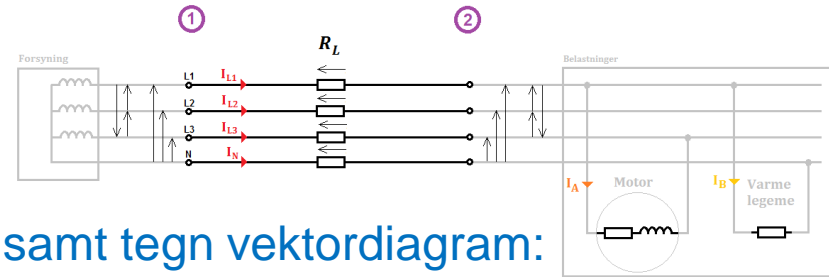 1 2
R_L
Forsyning Belastninger
L1 I_L1
L2 I_L2
L3 I_L3
N I_N
I_A Motor I_B Varme
legeme
samt tegn vektordiagram: